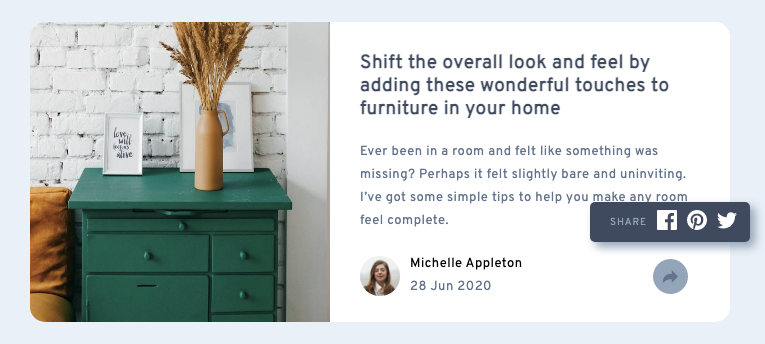 Shift the overall look and feel by
adding these wonderful touches to
furniture in your home
Ever been in a room and felt like something was
missing? Perhaps it felt slightly bare and uninviting.
I've got some simple tips to help you make any room
feel complete.
SHARE
Michelle Appleton
28 Jun 2020
love
will
alive